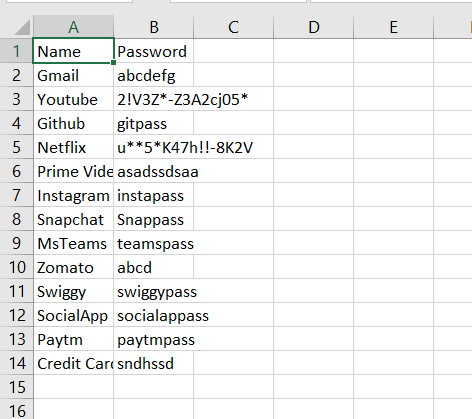 A B C D E
1 Name Password
2 Gmail abcdefg
3 Youtube 2!V3Z*-Z3A2cj05*
4 Github gitpass
5 Netflix u**5*K47h!!-8K2V
6 Prime Vide asadssdsaa
7 Instagram instapass
8 Snapchat Snappass
9 MsTeams teamspass
10 Zomato abcd
11 Swiggy swiggypass
12 SocialApp socialappass
13 Paytm paytmpass
14 Credit Card sndhssd
15
16